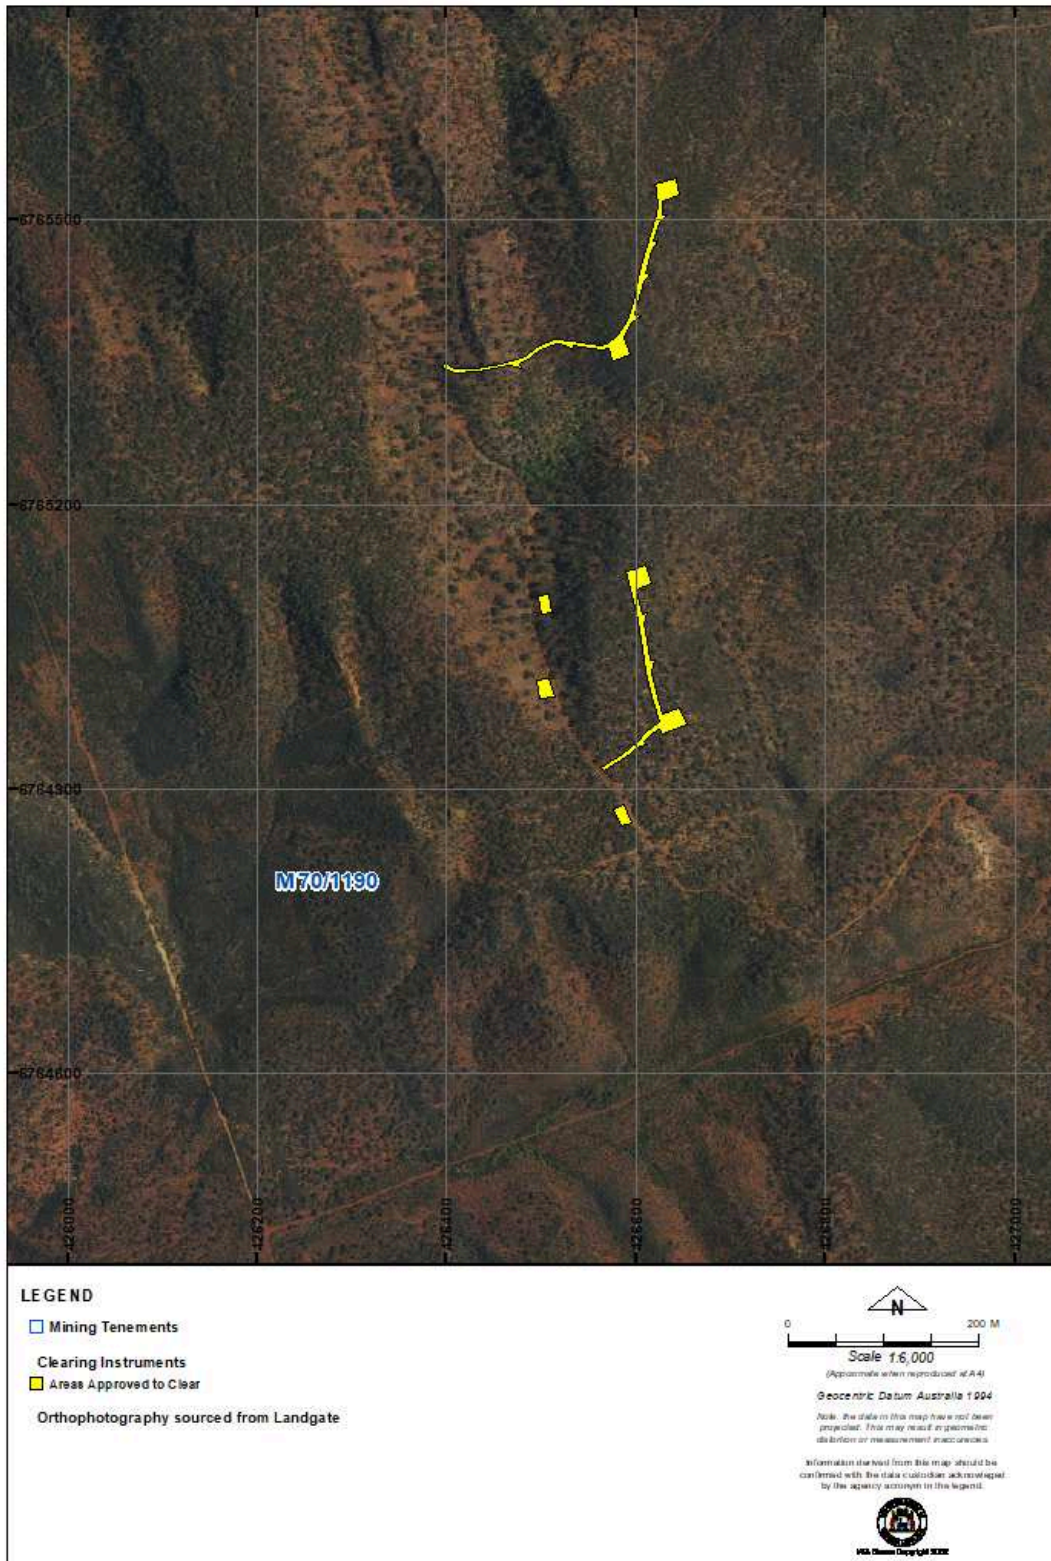 6765500
6765200
6764900
M70/1190
6764600
426000
426200
426400
426600
426800
427000
LEGEND
Mining Tenements
Clearing Instruments
Areas Approved to Clear
Orthophotography sourced from Landgate
N
0 200 M
Scale 1:6,000
(Approximate when reproduced at A4)
Geocentric Datum Australia 1994
Note: the data in this map have not been
projected. This may result in geometric
distortion or measurement inaccuracies.
Information derived from this map should be
confirmed with the data custodian acknowleged
by the agency acronym in the legend.